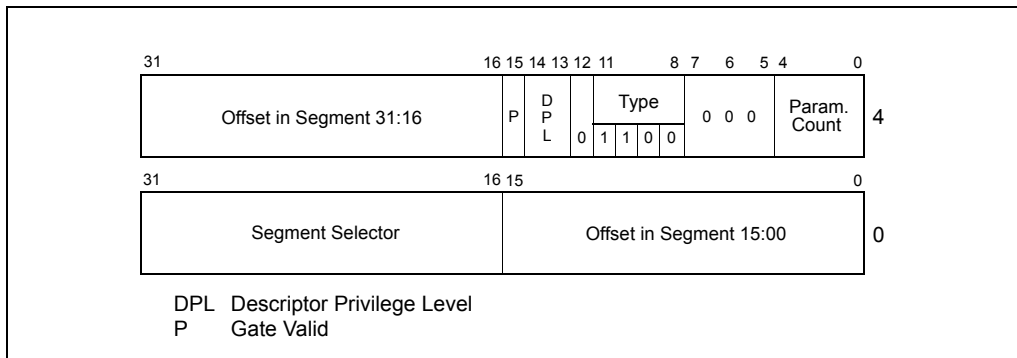 31 16 15 14 13 12 11 8 7 6 5 4 0
Offset in Segment 31:16 P D P L 0 Type 1 1 0 0 0 0 0 Param. Count 4
31 16 15 0
Segment Selector Offset in Segment 15:00 0
DPL Descriptor Privilege Level
P Gate Valid